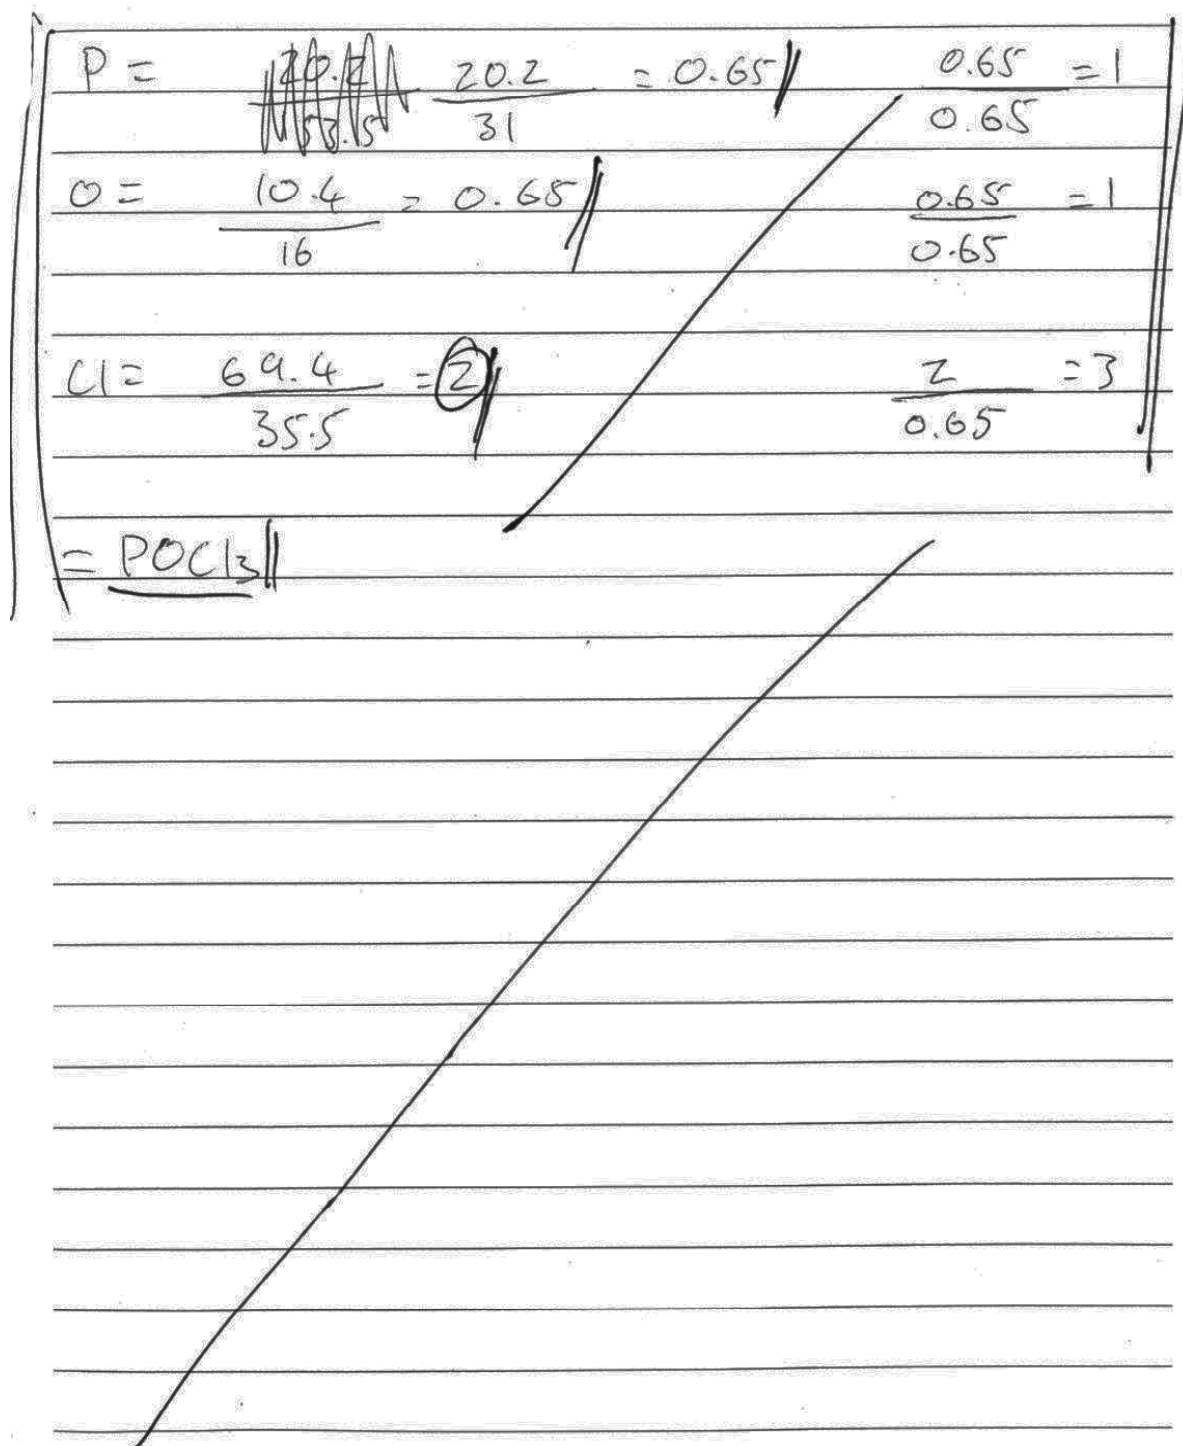 P = 20.2 / 31 = 0.65 0.65 / 0.65 = 1
O = 10.4 / 16 = 0.65 0.65 / 0.65 = 1
Cl = 69.4 / 35.5 = 2 2 / 0.65 = 3
= POCl3